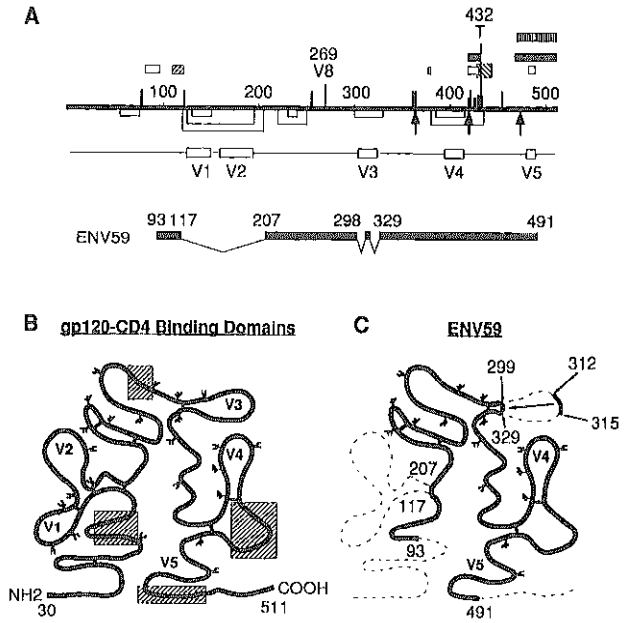 A
432
269
V8
100 200 300 400 500
V1 V2 V3 V4 V5
93 117 207 298 329 491
ENV59
B gp120-CD4 Binding Domains
V3
V2
V4
V1
V5
NH2
30
COOH
511
C ENV59
299
312
315
329
V4
207
117
93
V5
491